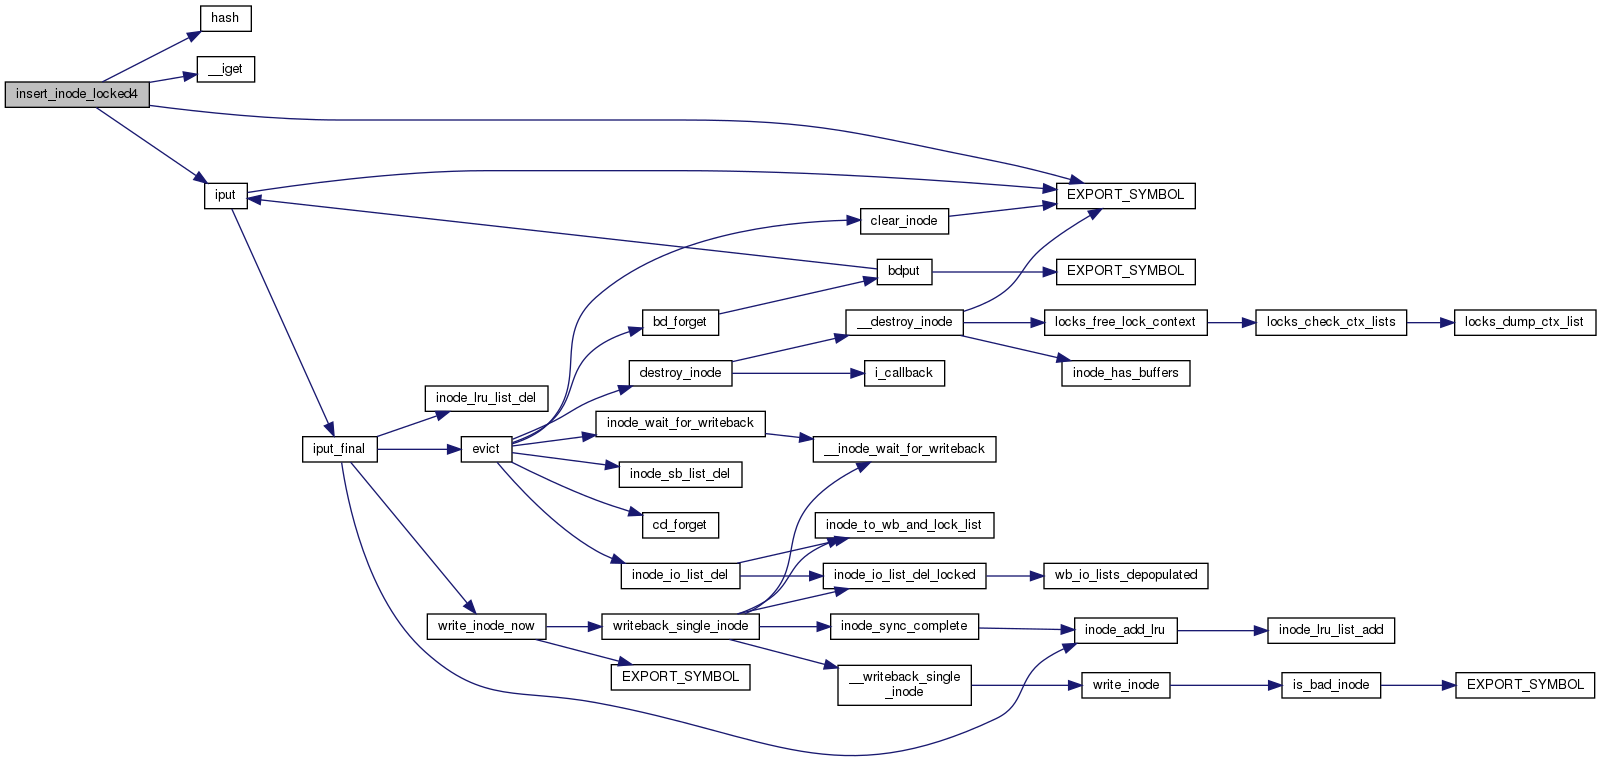 hash
__iget
insert_inode_locked4
iput
EXPORT_SYMBOL
clear_inode
bdput
EXPORT_SYMBOL
bd_forget
__destroy_inode
locks_free_lock_context
locks_check_ctx_lists
locks_dump_ctx_list
destroy_inode
i_callback
inode_has_buffers
inode_lru_list_del
inode_wait_for_writeback
iput_final
evict
__inode_wait_for_writeback
inode_sb_list_del
cd_forget
inode_to_wb_and_lock_list
inode_io_list_del
inode_io_list_del_locked
wb_io_lists_depopulated
write_inode_now
writeback_single_inode
inode_sync_complete
inode_add_lru
inode_lru_list_add
EXPORT_SYMBOL
__writeback_single
_inode
write_inode
is_bad_inode
EXPORT_SYMBOL